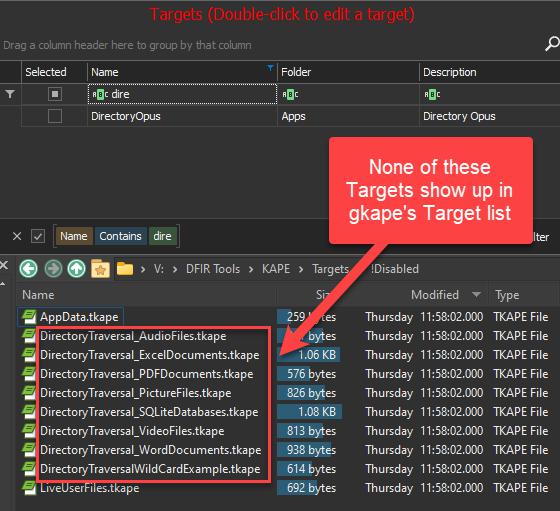 Targets (Double-click to edit a target)
Drag a column header here to group by that column
Selected Name Folder Description
ABC dire ABC ABC
DirectoryOpus Apps Directory Opus
None of these
Targets show up in
gkape's Target list
Name Contains dire
V: DFIR Tools KAPE Targets !Disabled
Name Modified Type
AppData.tkape 259 bytes Thursday 11:58:02.000 TKAPE File
DirectoryTraversal_AudioFiles.tkape bytes Thursday 11:58:02.000 TKAPE File
DirectoryTraversal_ExcelDocuments.tkape 1.06 KB Thursday 11:58:02.000 TKAPE File
DirectoryTraversal_PDFDocuments.tkape 576 bytes Thursday 11:58:02.000 TKAPE File
DirectoryTraversal_PictureFiles.tkape 826 bytes Thursday 11:58:02.000 TKAPE File
DirectoryTraversal_SQLiteDatabases.tkape 1.08 KB Thursday 11:58:02.000 TKAPE File
DirectoryTraversal_VideoFiles.tkape 813 bytes Thursday 11:58:02.000 TKAPE File
DirectoryTraversal_WordDocuments.tkape 938 bytes Thursday 11:58:02.000 TKAPE File
DirectoryTraversalWildCardExample.tkape 614 bytes Thursday 11:58:02.000 TKAPE File
LiveUserFiles.tkape 692 bytes Thursday 11:58:02.000 TKAPE File